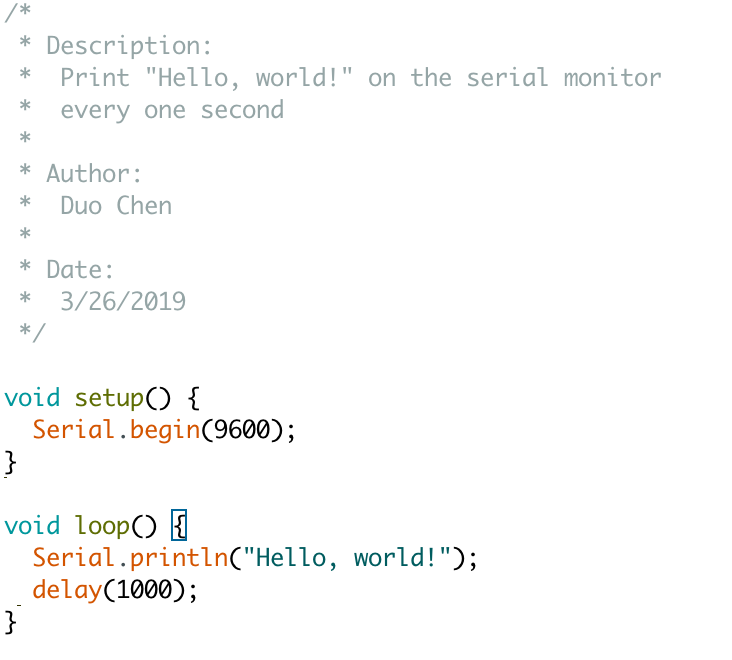 /*
 * Description:
 *  Print "Hello, world!" on the serial monitor
 *  every one second
 *
 * Author:
 *  Duo Chen
 *
 * Date:
 *  3/26/2019
 */

void setup() {
  Serial.begin(9600);
}

void loop() {
  Serial.println("Hello, world!");
  delay(1000);
}